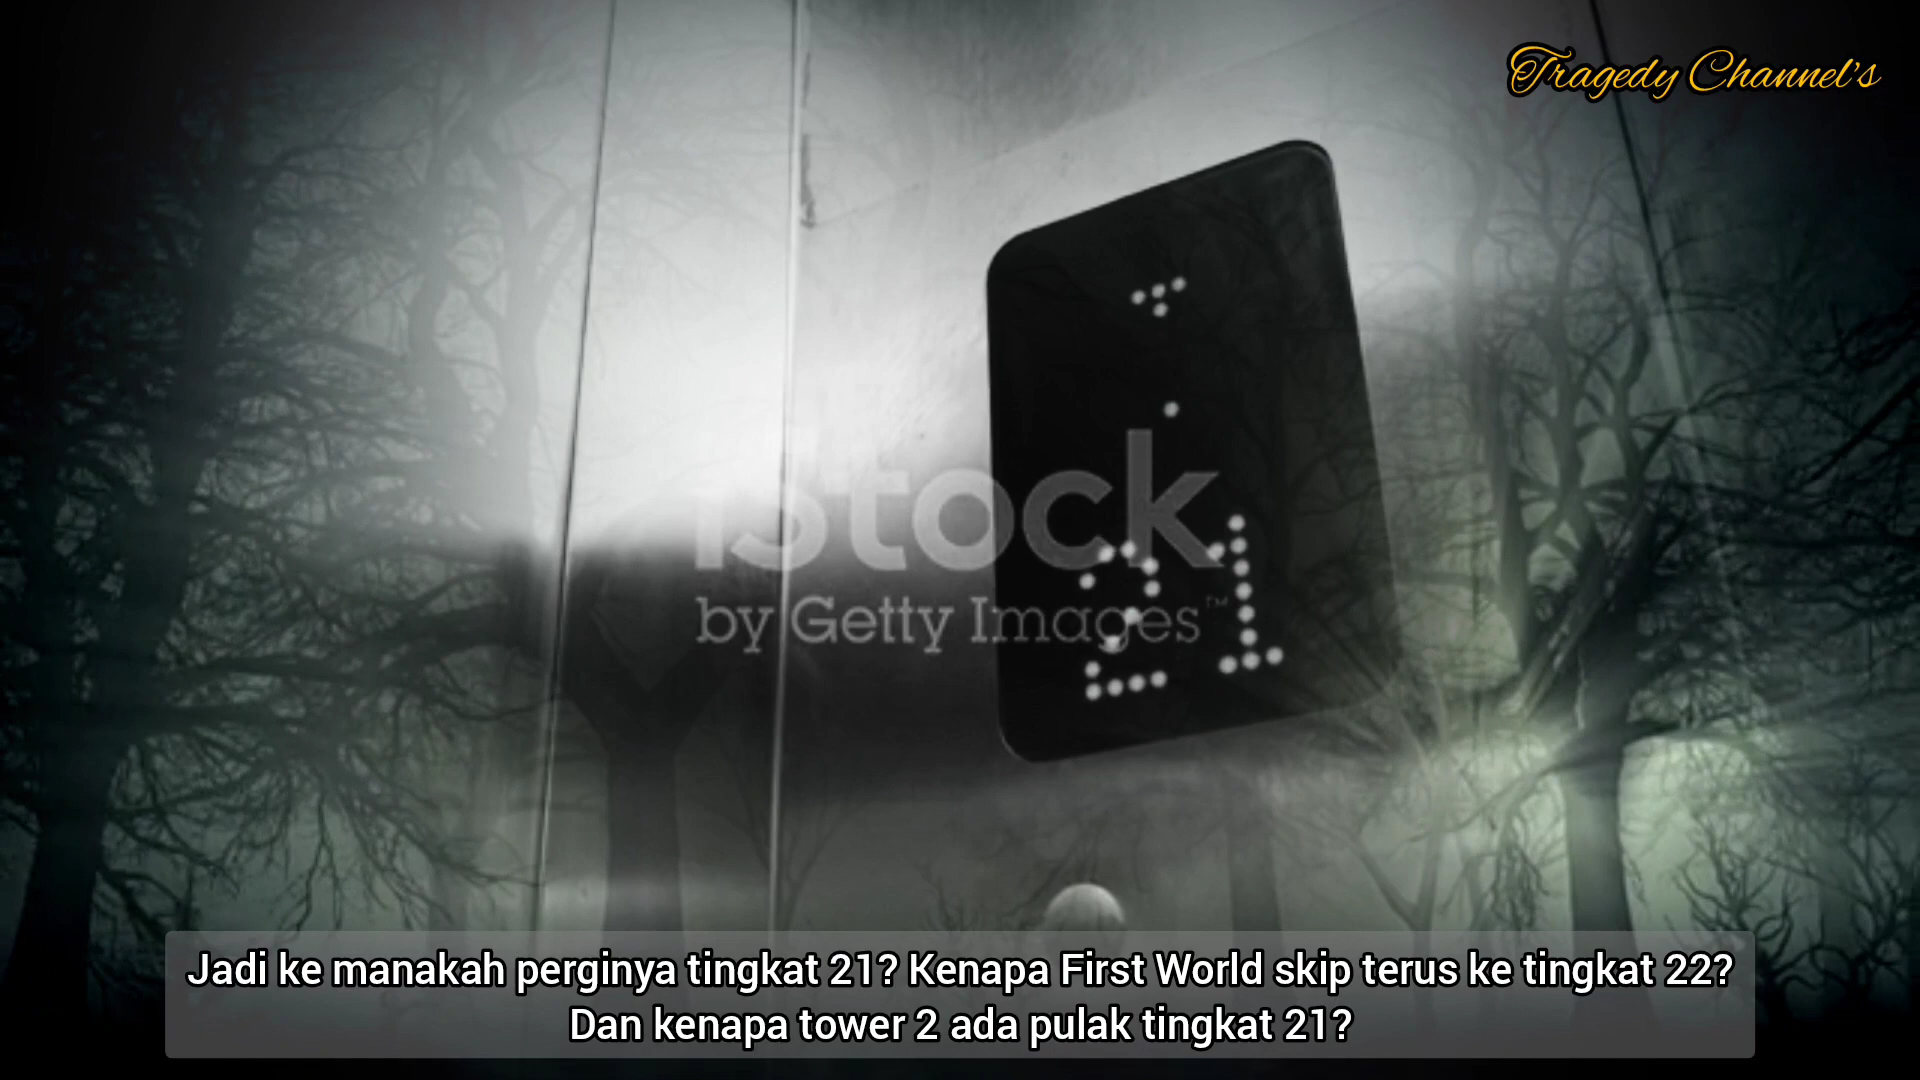 Tragedy Channel's
iStock
by Getty Images™
21
Jadi ke manakah perginya tingkat 21? Kenapa First World skip terus ke tingkat 22?
Dan kenapa tower 2 ada pulak tingkat 21?